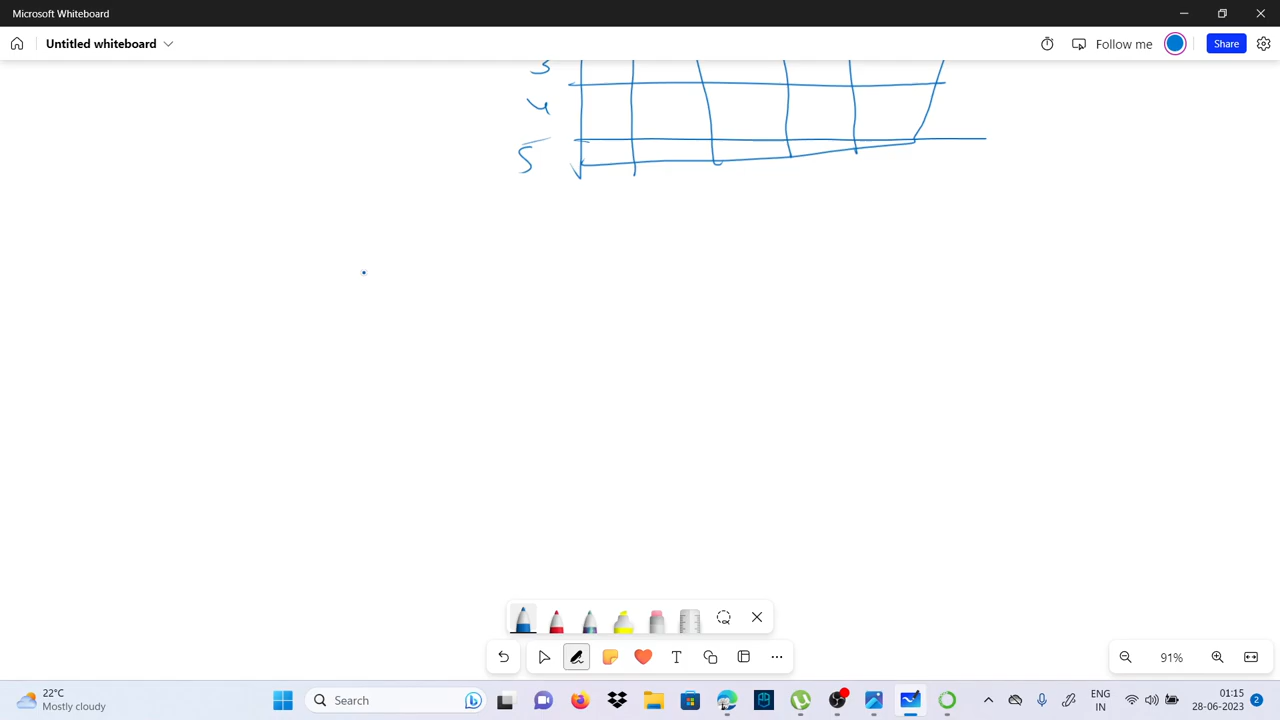 Microsoft Whiteboard
Untitled whiteboard
Follow me
Share
3
4
5
91%
22°C
Mostly cloudy
Search
ENG
IN
01:15
28-06-2023
2